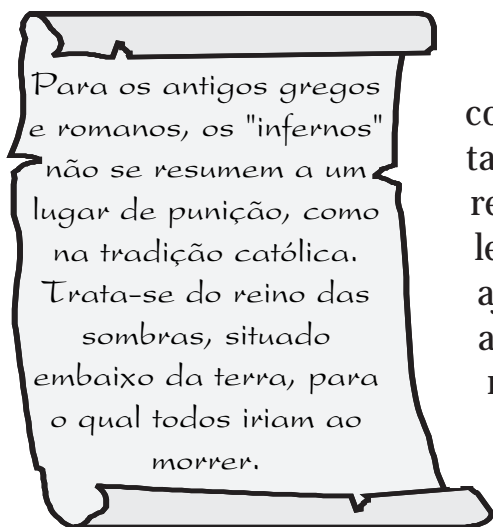 Para os antigos gregos
e romanos, os "infernos"
não se resumem a um
lugar de punição, como
na tradição católica.
Trata-se do reino das
sombras, situado
embaixo da terra, para
o qual todos iriam ao
morrer.